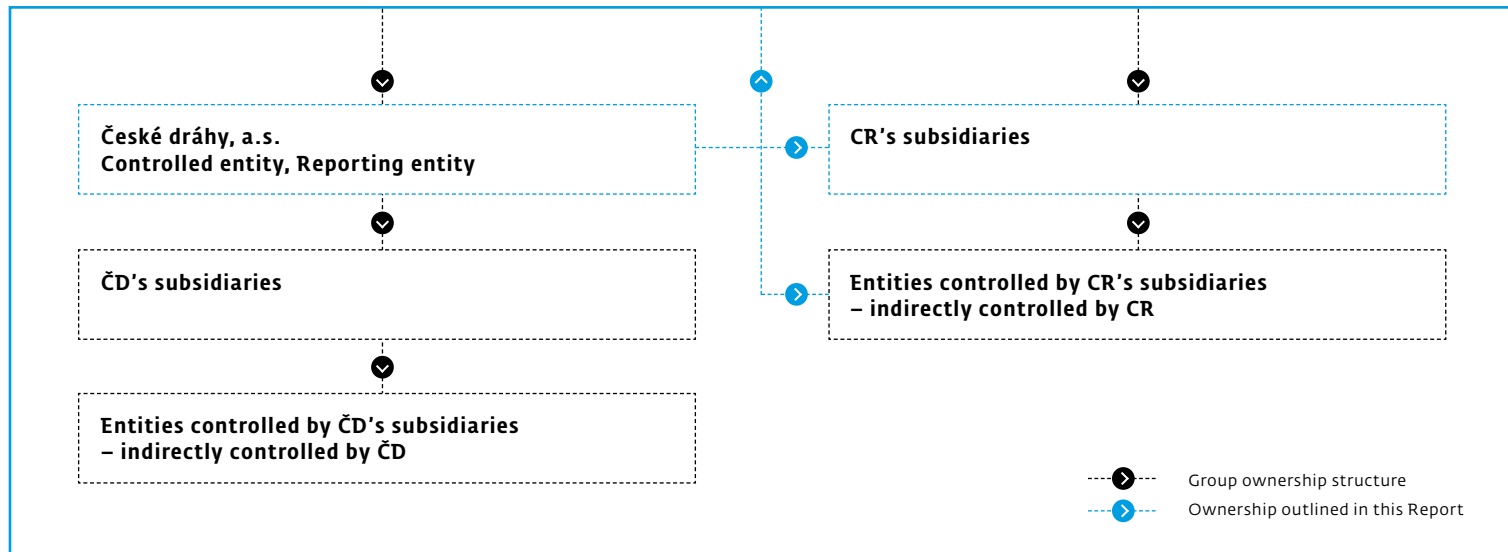 České dráhy, a.s.
Controlled entity, Reporting entity
CR's subsidiaries
ČD's subsidiaries
Entities controlled by CR's subsidiaries
– indirectly controlled by CR
Entities controlled by ČD's subsidiaries
– indirectly controlled by ČD
Group ownership structure
Ownership outlined in this Report